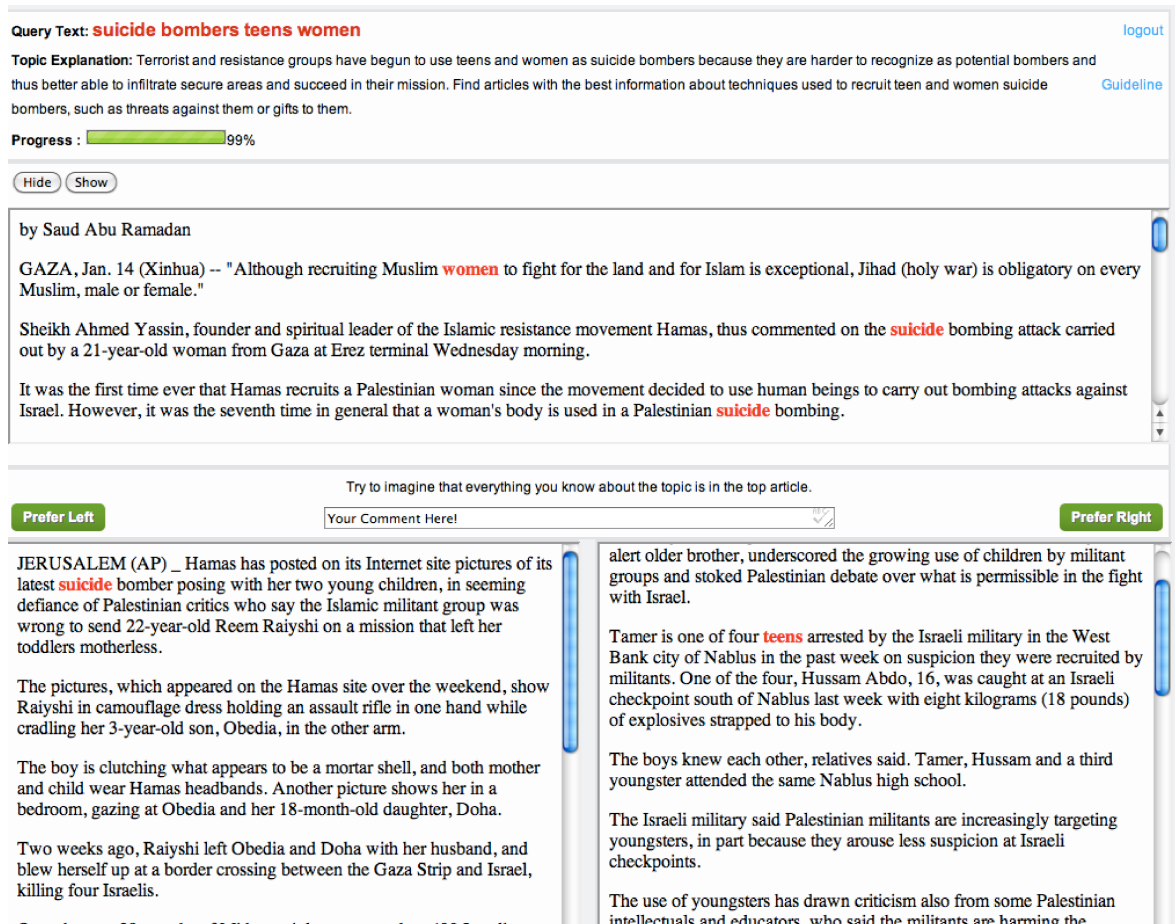 Query Text: suicide bombers teens women
logout
Topic Explanation: Terrorist and resistance groups have begun to use teens and women as suicide bombers because they are harder to recognize as potential bombers and
thus better able to infiltrate secure areas and succeed in their mission. Find articles with the best information about techniques used to recruit teen and women suicide
Guideline
bombers, such as threats against them or gifts to them.
Progress : 99%
Hide Show
by Saud Abu Ramadan
GAZA, Jan. 14 (Xinhua) -- "Although recruiting Muslim women to fight for the land and for Islam is exceptional, Jihad (holy war) is obligatory on every
Muslim, male or female."
Sheikh Ahmed Yassin, founder and spiritual leader of the Islamic resistance movement Hamas, thus commented on the suicide bombing attack carried
out by a 21-year-old woman from Gaza at Erez terminal Wednesday morning.
It was the first time ever that Hamas recruits a Palestinian woman since the movement decided to use human beings to carry out bombing attacks against
Israel. However, it was the seventh time in general that a woman's body is used in a Palestinian suicide bombing.
Try to imagine that everything you know about the topic is in the top article.
Prefer Left
Your Comment Here!
Prefer Right
JERUSALEM (AP) _ Hamas has posted on its Internet site pictures of its
latest suicide bomber posing with her two young children, in seeming
defiance of Palestinian critics who say the Islamic militant group was
wrong to send 22-year-old Reem Raiyshi on a mission that left her
toddlers motherless.
The pictures, which appeared on the Hamas site over the weekend, show
Raiyshi in camouflage dress holding an assault rifle in one hand while
cradling her 3-year-old son, Obedia, in the other arm.
The boy is clutching what appears to be a mortar shell, and both mother
and child wear Hamas headbands. Another picture shows her in a
bedroom, gazing at Obedia and her 18-month-old daughter, Doha.
Two weeks ago, Raiyshi left Obedia and Doha with her husband, and
blew herself up at a border crossing between the Gaza Strip and Israel,
killing four Israelis.
alert older brother, underscored the growing use of children by militant
groups and stoked Palestinian debate over what is permissible in the fight
with Israel.
Tamer is one of four teens arrested by the Israeli military in the West
Bank city of Nablus in the past week on suspicion they were recruited by
militants. One of the four, Hussam Abdo, 16, was caught at an Israeli
checkpoint south of Nablus last week with eight kilograms (18 pounds)
of explosives strapped to his body.
The boys knew each other, relatives said. Tamer, Hussam and a third
youngster attended the same Nablus high school.
The Israeli military said Palestinian militants are increasingly targeting
youngsters, in part because they arouse less suspicion at Israeli
checkpoints.
The use of youngsters has drawn criticism also from some Palestinian
intellectuals and educators, who said the militants are harming the